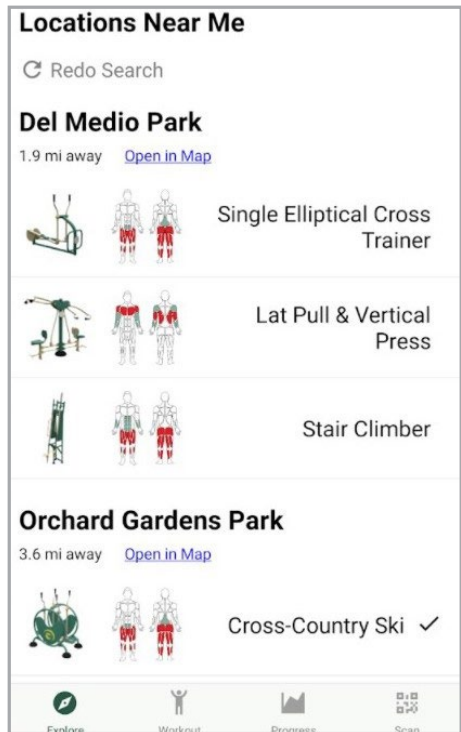 Locations Near Me
Redo Search
Del Medio Park
1.9 mi away Open in Map
Single Elliptical Cross
Trainer
Lat Pull & Vertical
Press
Stair Climber
Orchard Gardens Park
3.6 mi away Open in Map
Cross-Country Ski
Explore Workout Progress Scan